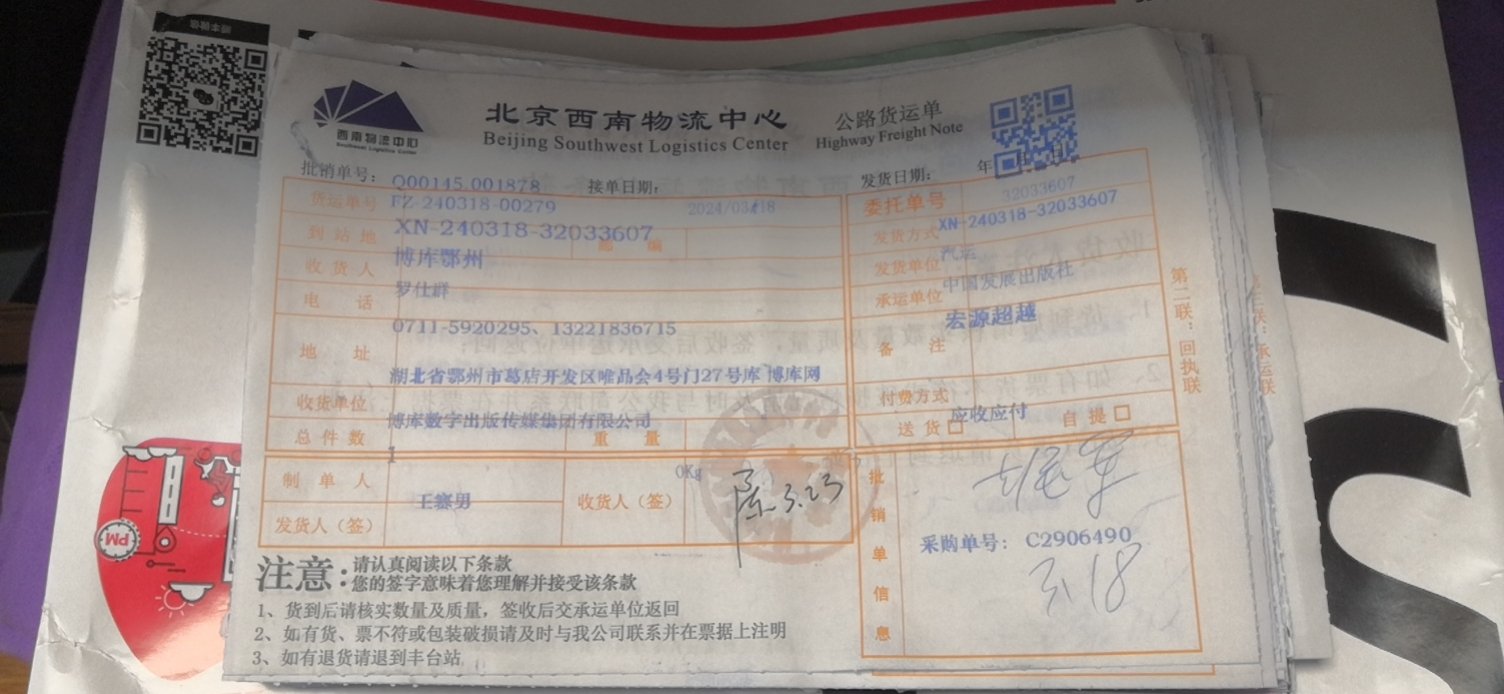 北京西南物流中心 公路货运单
Beijing Southwest Logistics Center Highway Freight Note
西南物流中心
Southwest Logistics Center
批销单号: Q00145.001878 接单日期: 发货日期: 年 月 日
货运单号 FZ-240318-00279 2024/03/18 委托单号 32033607
到站地 XN-240318-32033607 邮编 发货方式 XN-240318-32033607
收货人 博库鄂州 发货单位 汽运
电话 罗仕群 承运单位 中国发展出版社
0711-5920295、13221836715 备注 宏源超越
地址
湖北省鄂州市葛店开发区唯品会4号门27号库 博库网
收货单位 付费方式
博库数字出版传媒集团有限公司 应收应付
总件数 重量 送货 自提
1 0Kg
制单人 王赛男 收货人(签) 3.23
发货人(签)
批销单信息
采购单号: C2906490
3.18
第二联:回执联
注意:
请认真阅读以下条款
您的签字意味着您理解并接受该条款
1、货到后请核实数量及质量,签收后交承运单位返回
2、如有货、票不符或包装破损请及时与我公司联系并在票据上注明
3、如有退货请退到丰台站
PM